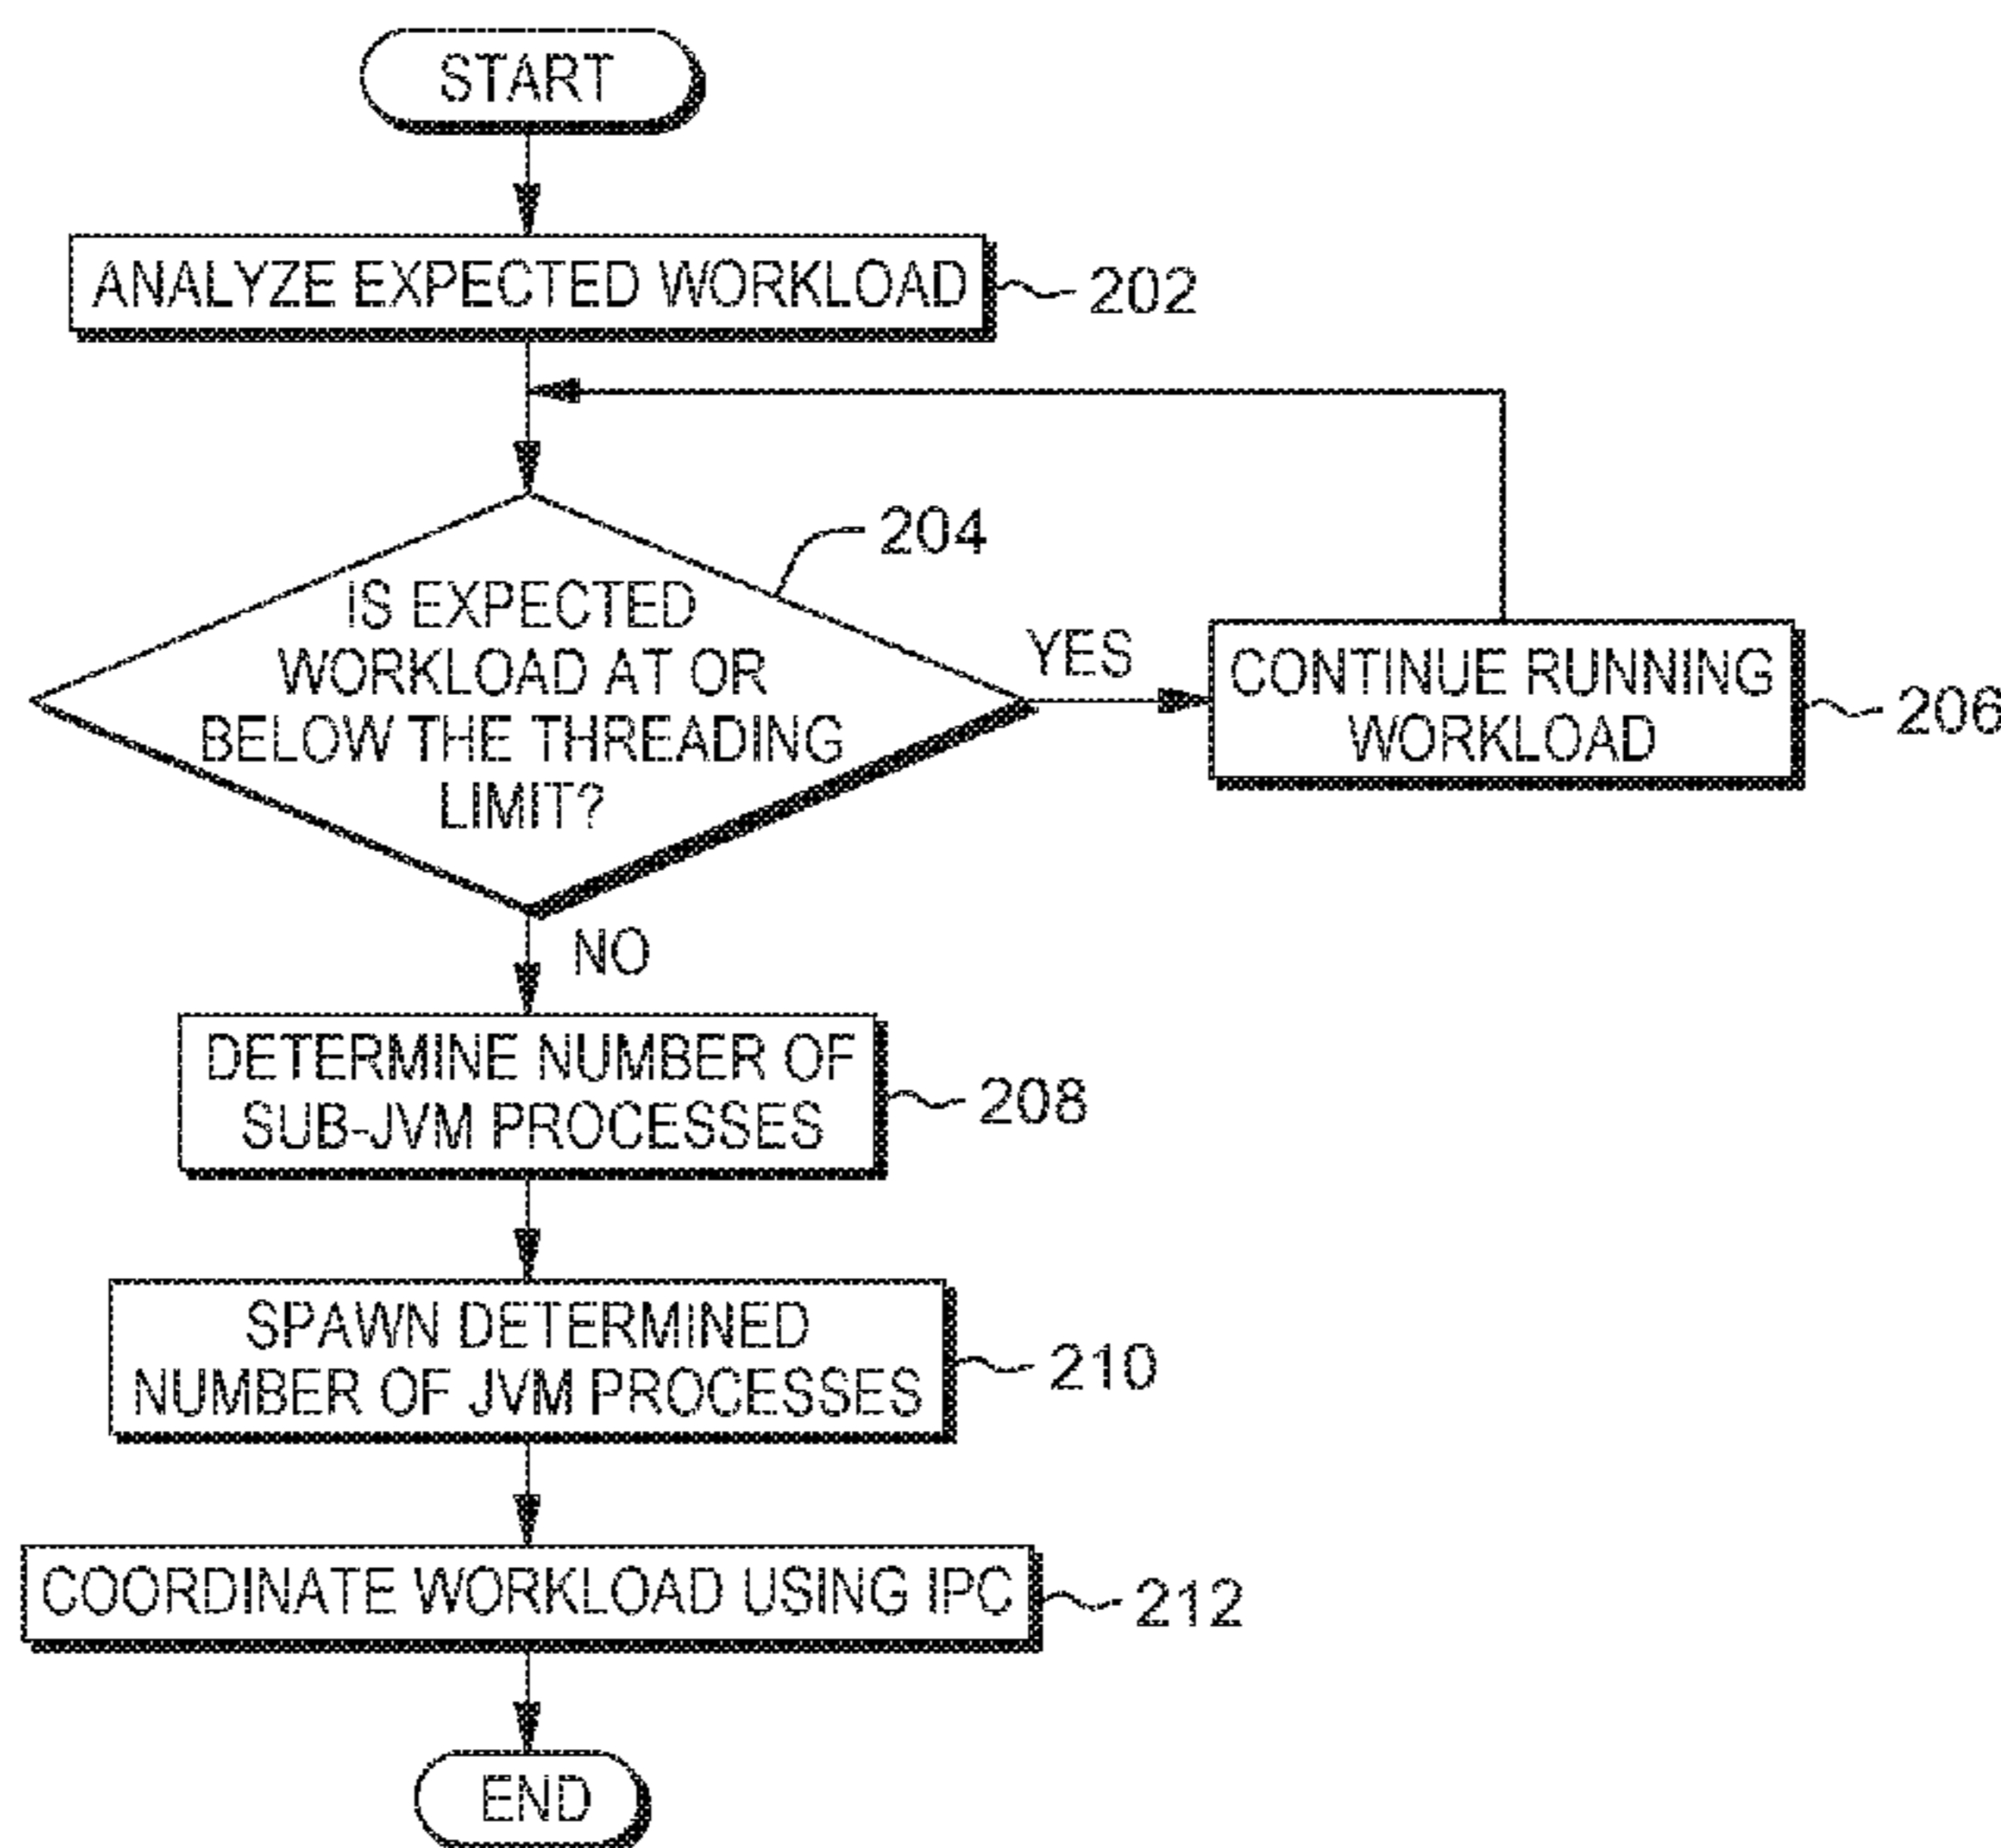 START
ANALYZE EXPECTED WORKLOAD
202
204
IS EXPECTED
WORKLOAD AT OR
BELOW THE THREADING
LIMIT?
YES
CONTINUE RUNNING
WORKLOAD
206
NO
DETERMINE NUMBER OF
SUB-JVM PROCESSES
208
SPAWN DETERMINED
NUMBER OF JVM PROCESSES
210
COORDINATE WORKLOAD USING IPC
212
END